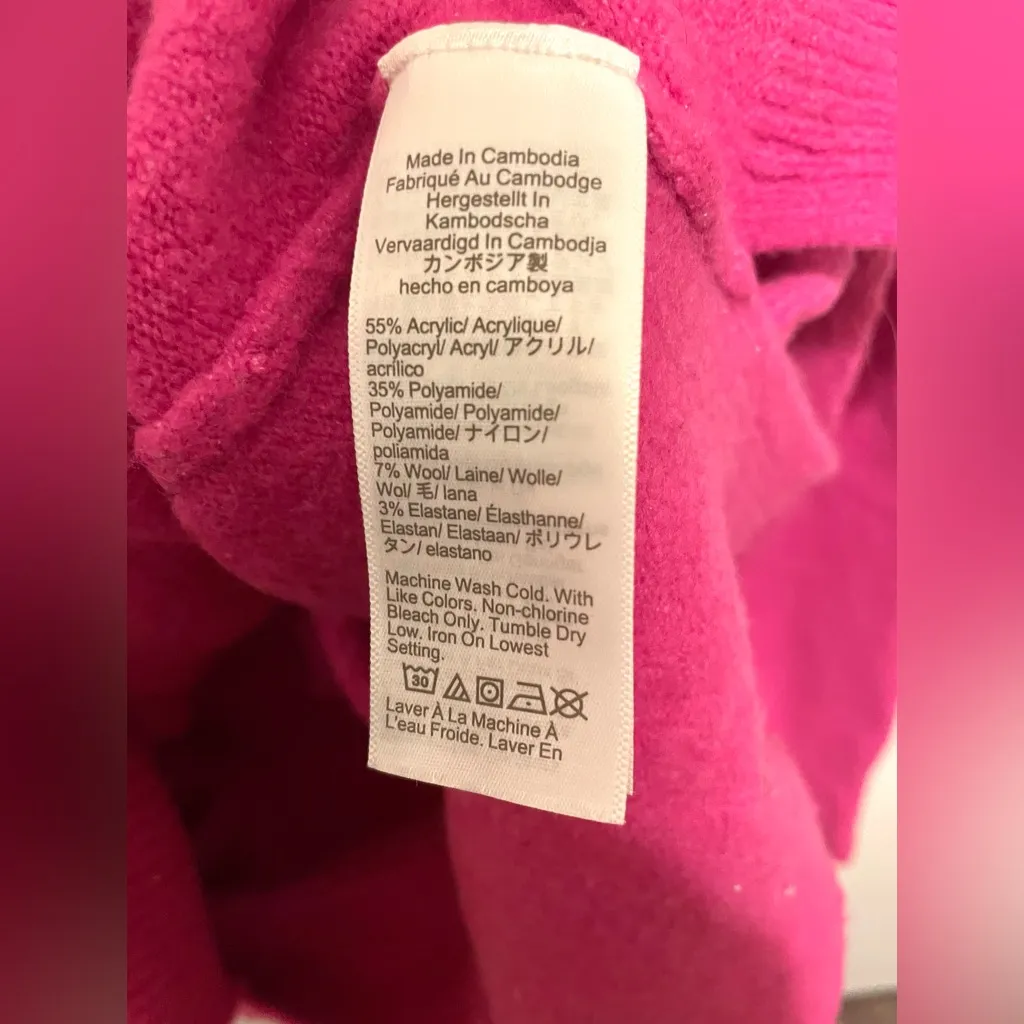 Made In Cambodia
Fabriqué Au Cambodge
Hergestellt In
Kambodscha
Vervaardigd In Cambodja
カンボジア製
hecho en camboya
55% Acrylic/ Acrylique/
Polyacryl/ Acryl/ アクリル/
acrílico
35% Polyamide/
Polyamide/ Polyamide/
Polyamide/ ナイロン/
poliamida
7% Wool/ Laine/ Wolle/
Wol/ 毛/ lana
3% Elastane/ Élasthanne/
Elastan/ Elastaan/ ポリウレ
タン/ elastano
Machine Wash Cold. With
Like Colors. Non-chlorine
Bleach Only. Tumble Dry
Low. Iron On Lowest
Setting.
30
Laver À La Machine À
L'eau Froide. Laver En